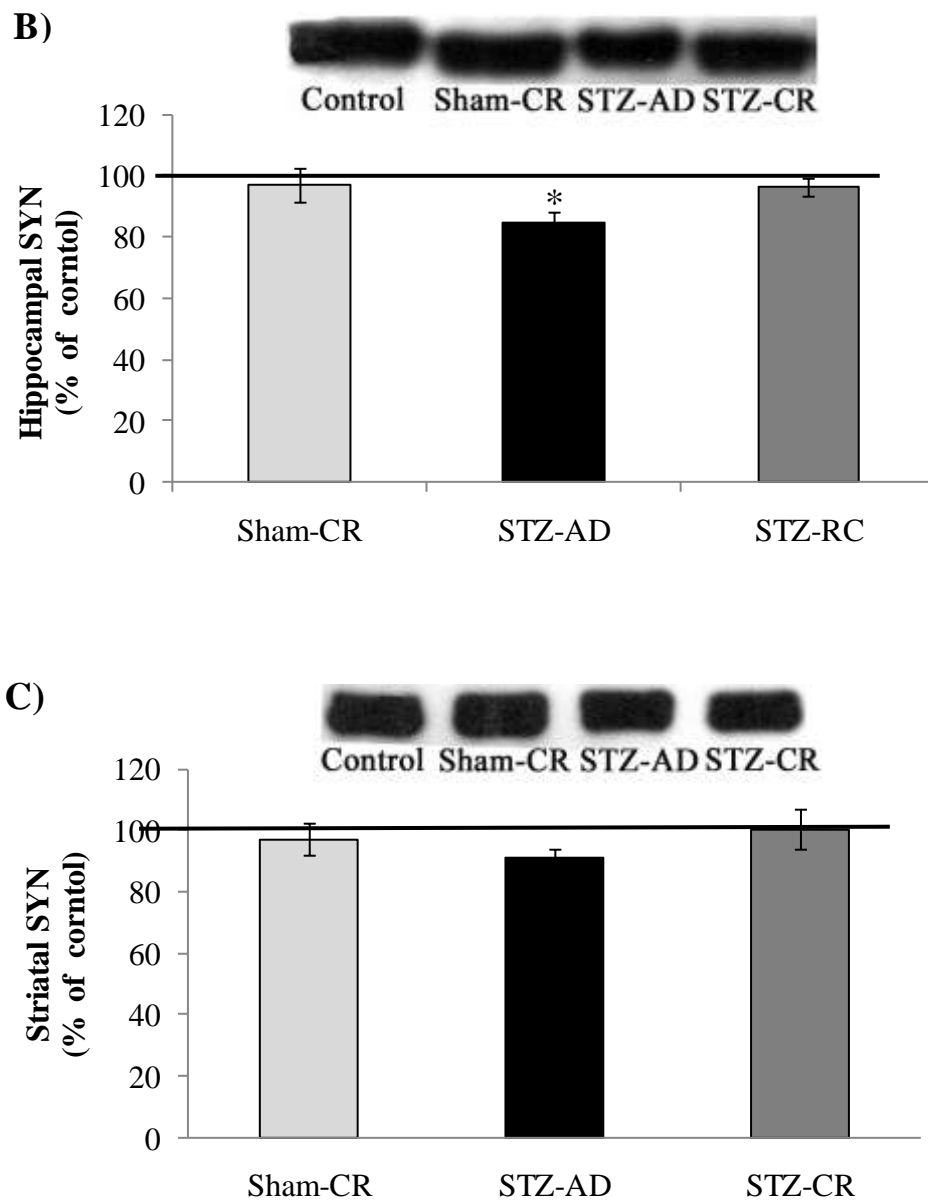 B)
Control Sham-CR STZ-AD STZ-CR
120
100
80
60
40
20
0
Hippocampal SYN
(% of corntol)
*
Sham-CR STZ-AD STZ-RC
C)
Control Sham-CR STZ-AD STZ-CR
120
100
80
60
40
20
0
Striatal SYN
(% of corntol)
Sham-CR STZ-AD STZ-CR